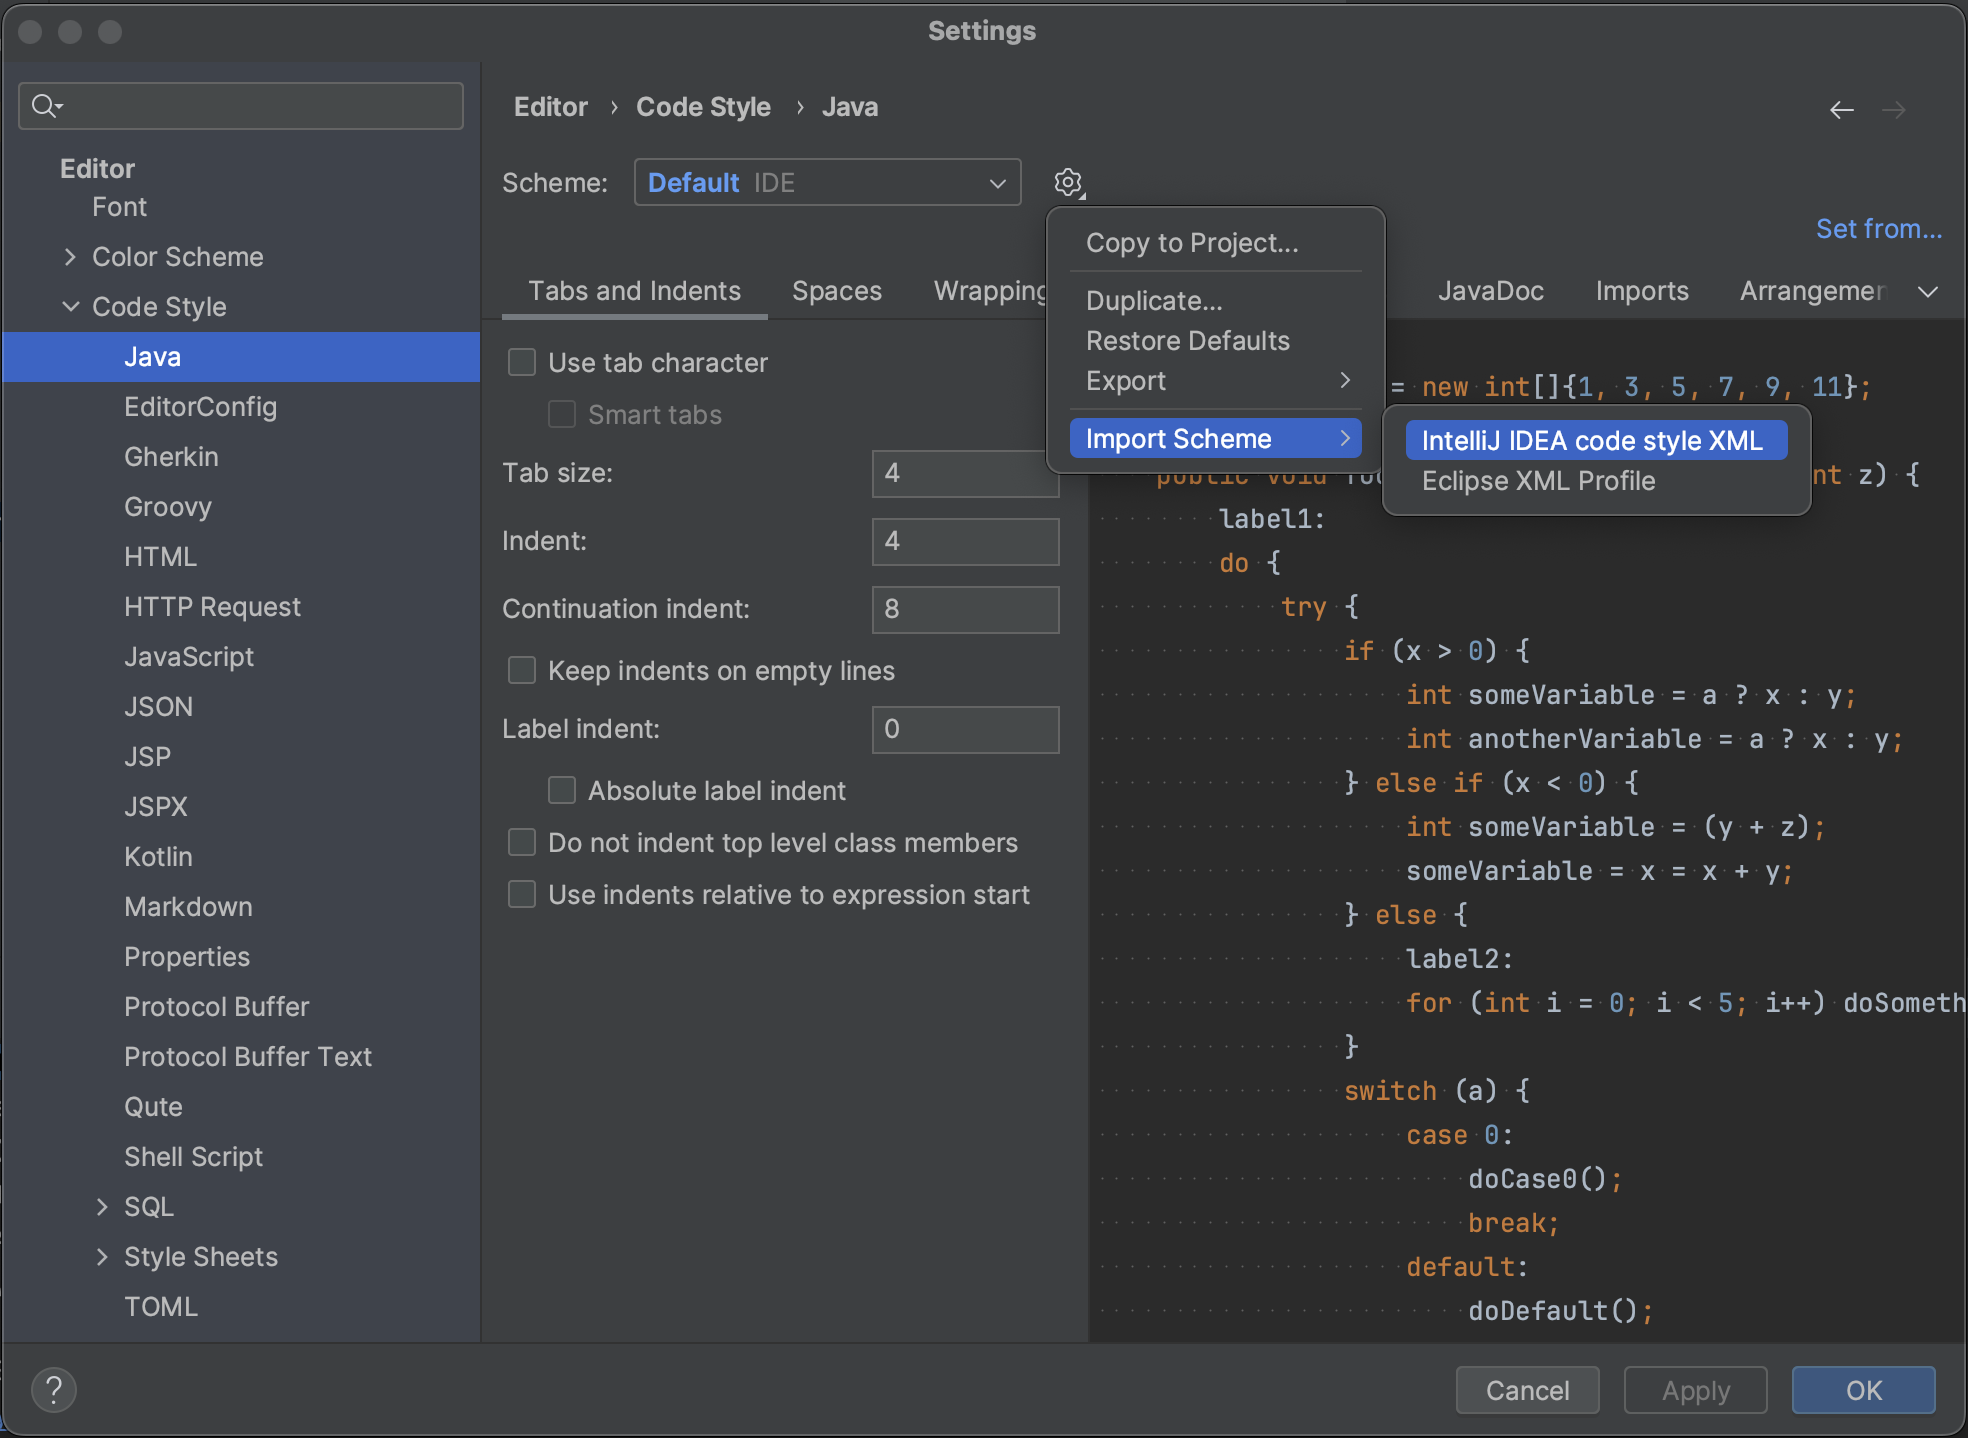 Settings
Editor
Font
Color Scheme
Code Style
Java
EditorConfig
Gherkin
Groovy
HTML
HTTP Request
JavaScript
JSON
JSP
JSPX
Kotlin
Markdown
Properties
Protocol Buffer
Protocol Buffer Text
Qute
Shell Script
SQL
Style Sheets
TOML
?
Editor › Code Style › Java
Scheme: Default IDE
Set from...
Tabs and Indents Spaces Wrapping JavaDoc Imports Arrangemen
Copy to Project...
Duplicate...
Restore Defaults
Export
Import Scheme
IntelliJ IDEA code style XML
Eclipse XML Profile
Use tab character
Smart tabs
Tab size: 4
Indent: 4
Continuation indent: 8
Keep indents on empty lines
Label indent: 0
Absolute label indent
Do not indent top level class members
Use indents relative to expression start
= new int[]{1, 3, 5, 7, 9, 11};
public void z) {
label1:
do {
try {
if (x > 0) {
int someVariable = a ? x : y;
int anotherVariable = a ? x : y;
} else if (x < 0) {
int someVariable = (y + z);
someVariable = x = x + y;
} else {
label2:
for (int i = 0; i < 5; i++) doSometh
}
switch (a) {
case 0:
doCase0();
break;
default:
doDefault();
Cancel Apply OK